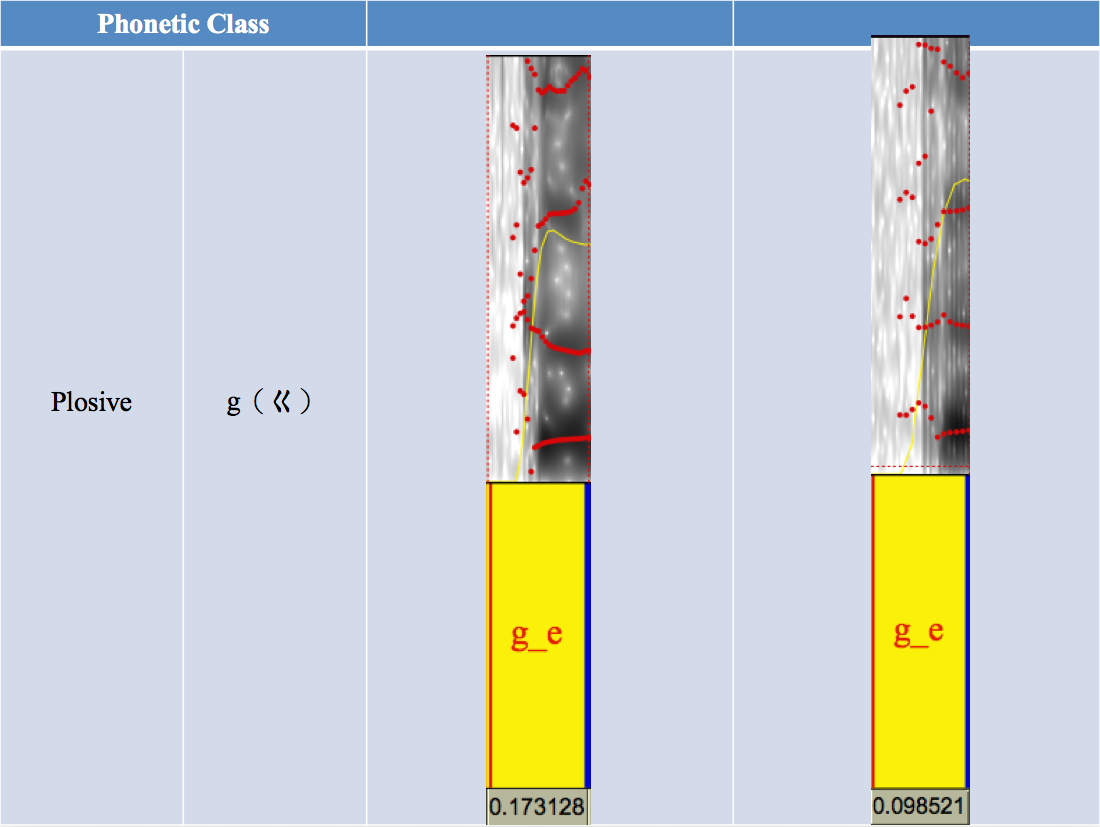 Phonetic Class
Plosive
g（ㄍ）
g_e
g_e
0.173128
0.098521